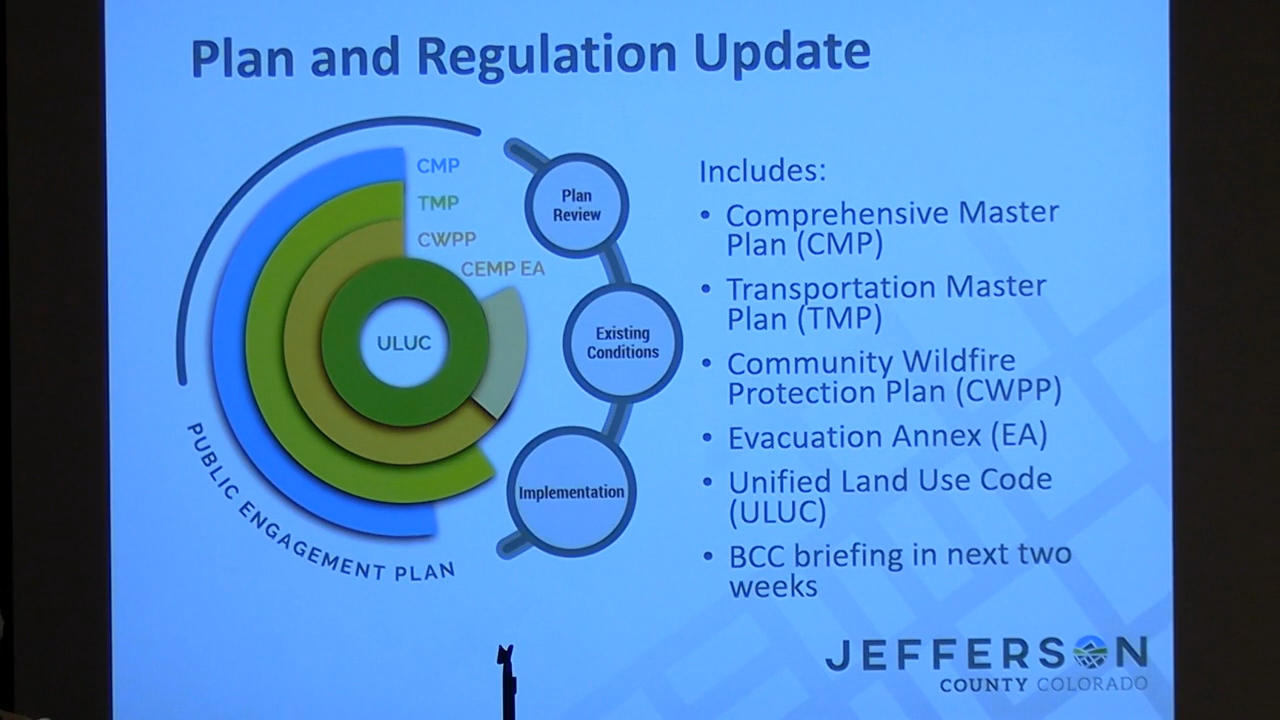 Plan and Regulation Update
CMP
TMP
CWPP
CEMP EA
ULUC
PUBLIC ENGAGEMENT PLAN
Plan
Review
Existing
Conditions
Implementation
Includes:
• Comprehensive Master
Plan (CMP)
• Transportation Master
Plan (TMP)
• Community Wildfire
Protection Plan (CWPP)
• Evacuation Annex (EA)
• Unified Land Use Code
(ULUC)
• BCC briefing in next two
weeks
JEFFERSON
COUNTY COLORADO